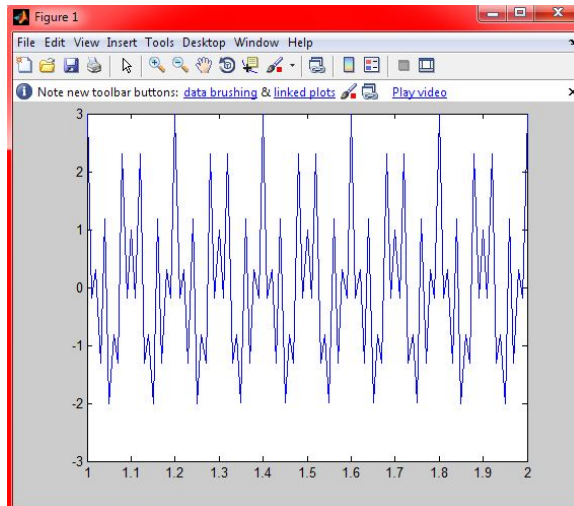 Figure 1
File Edit View Insert Tools Desktop Window Help
Note new toolbar buttons: data brushing & linked plots Play video
3
2
1
0
-1
-2
-3
1 1.1 1.2 1.3 1.4 1.5 1.6 1.7 1.8 1.9 2